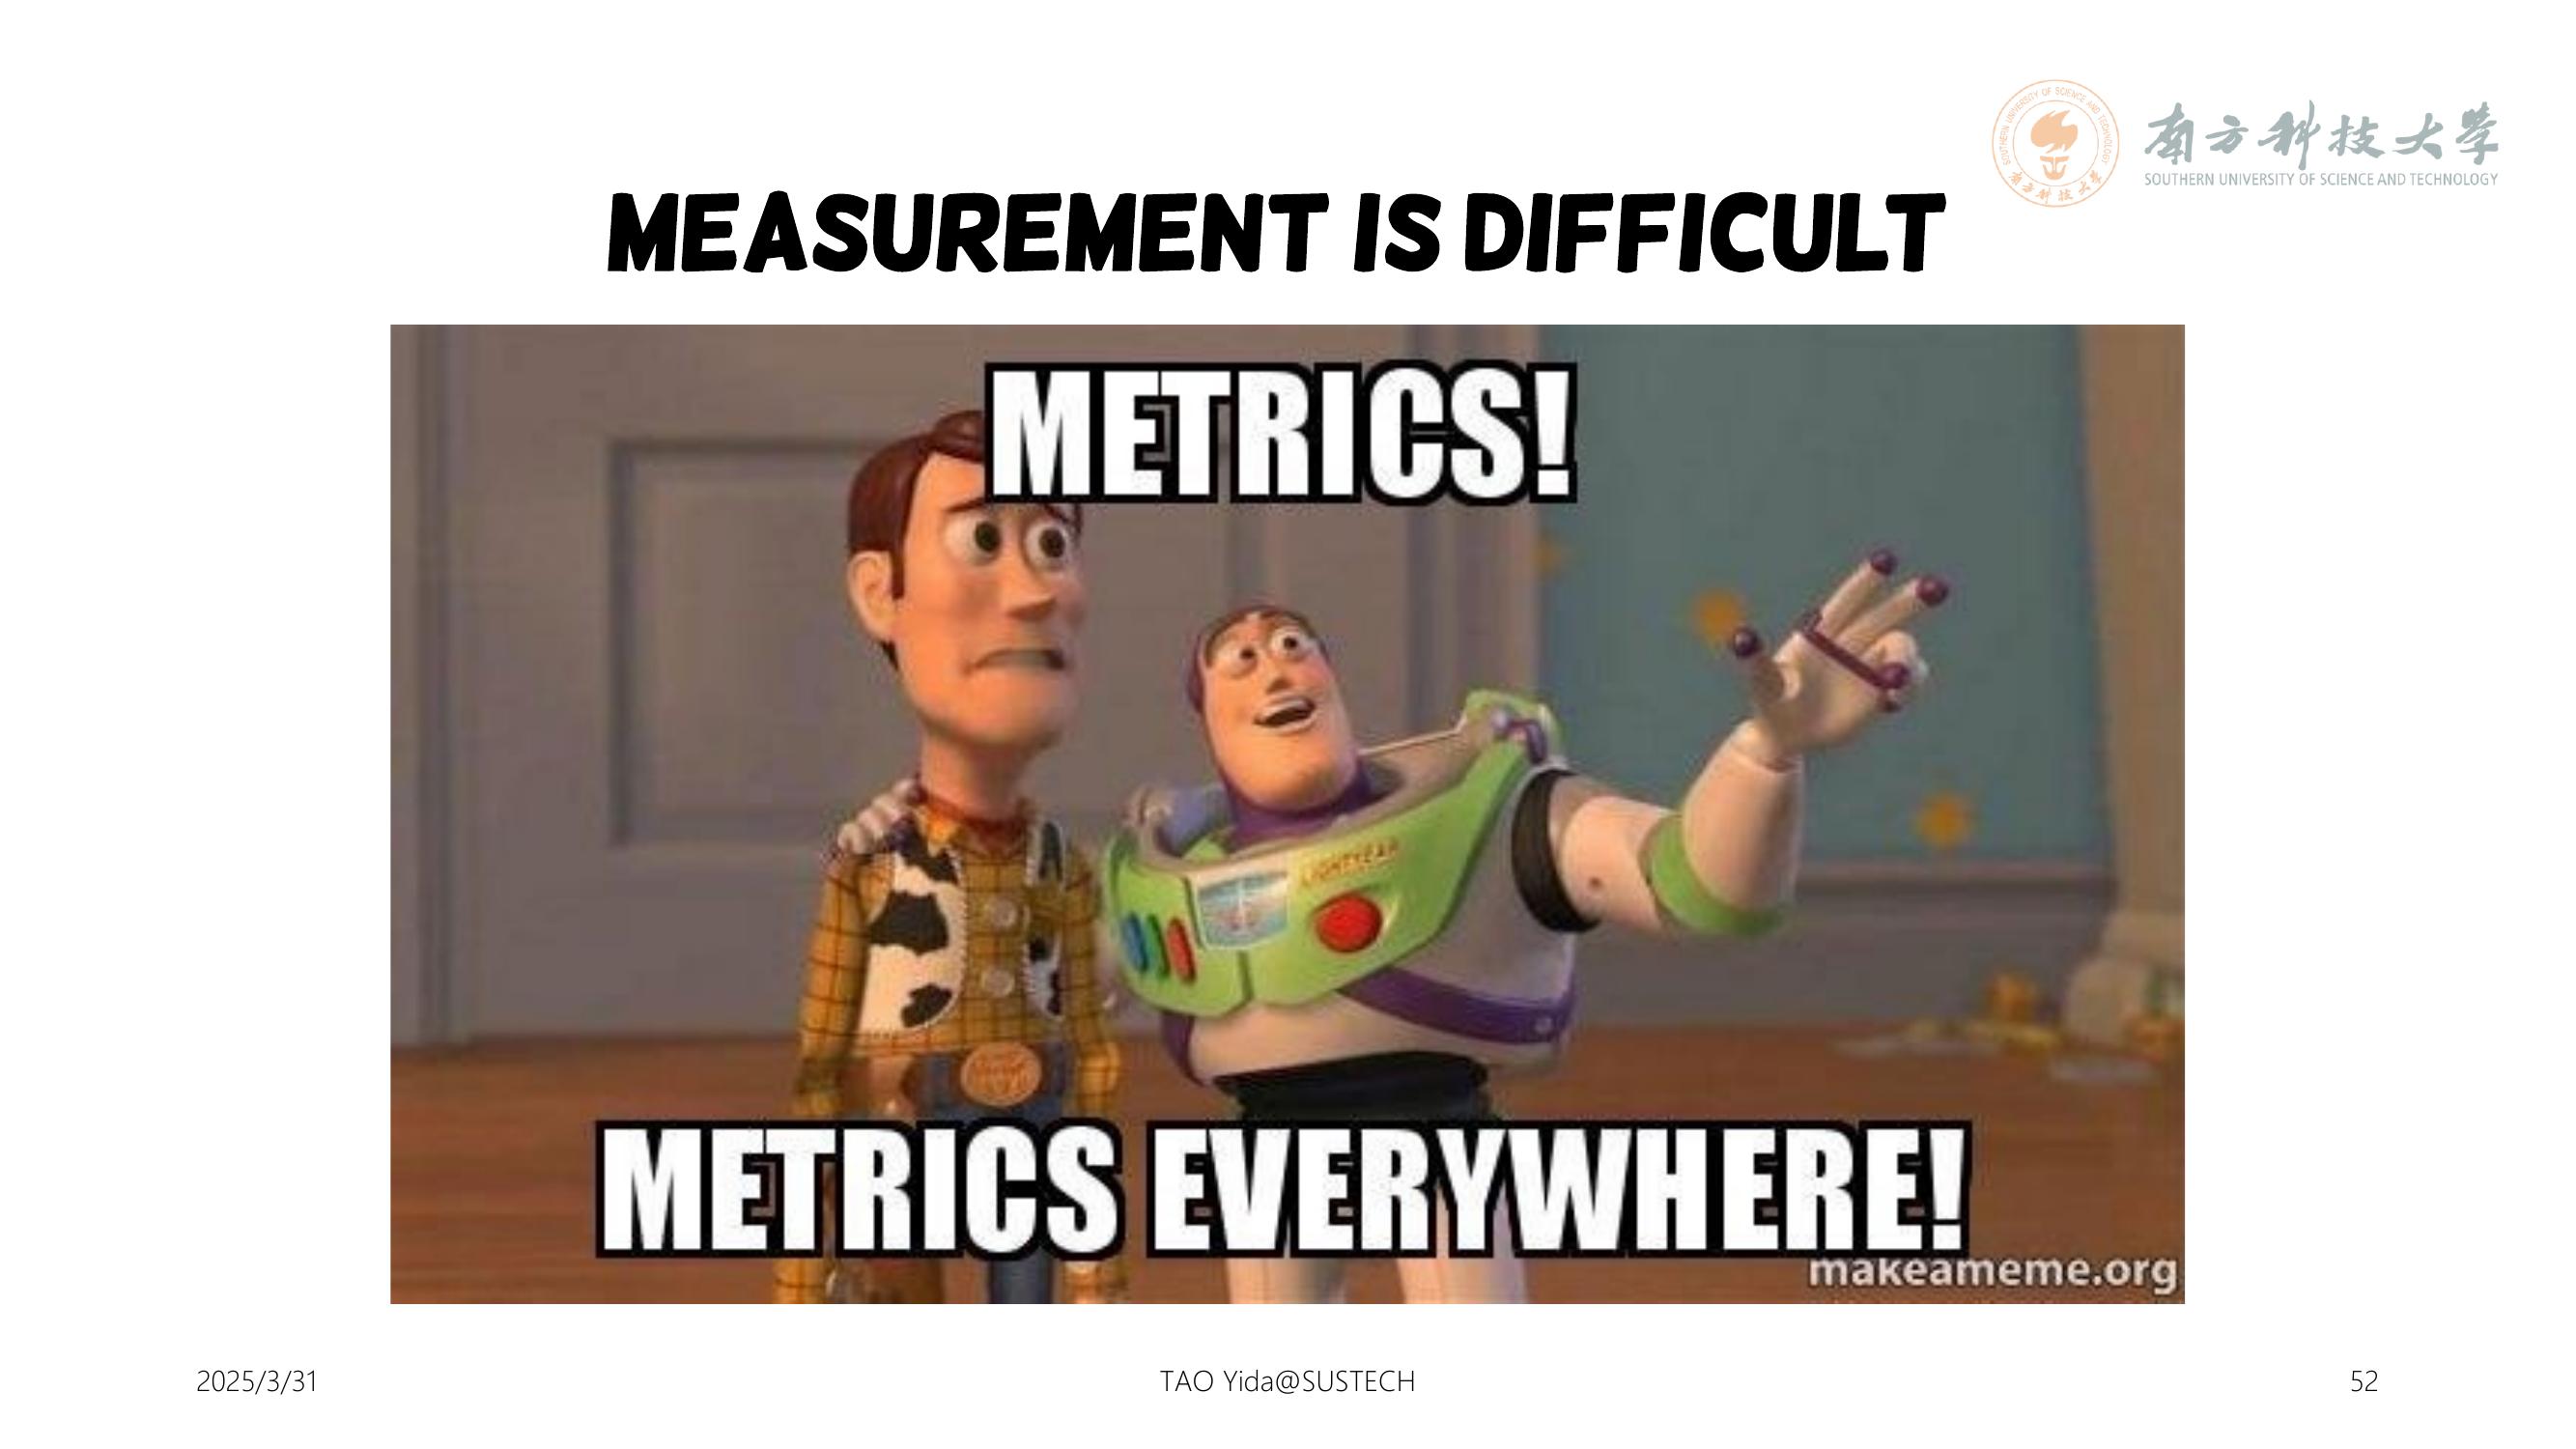 南方科技大学
SOUTHERN UNIVERSITY OF SCIENCE AND TECHNOLOGY
MEASUREMENT IS DIFFICULT
METRICS!
LIGHTYEAR
METRICS EVERYWHERE!
makeameme.org
2025/3/31
TAO Yida@SUSTECH
52